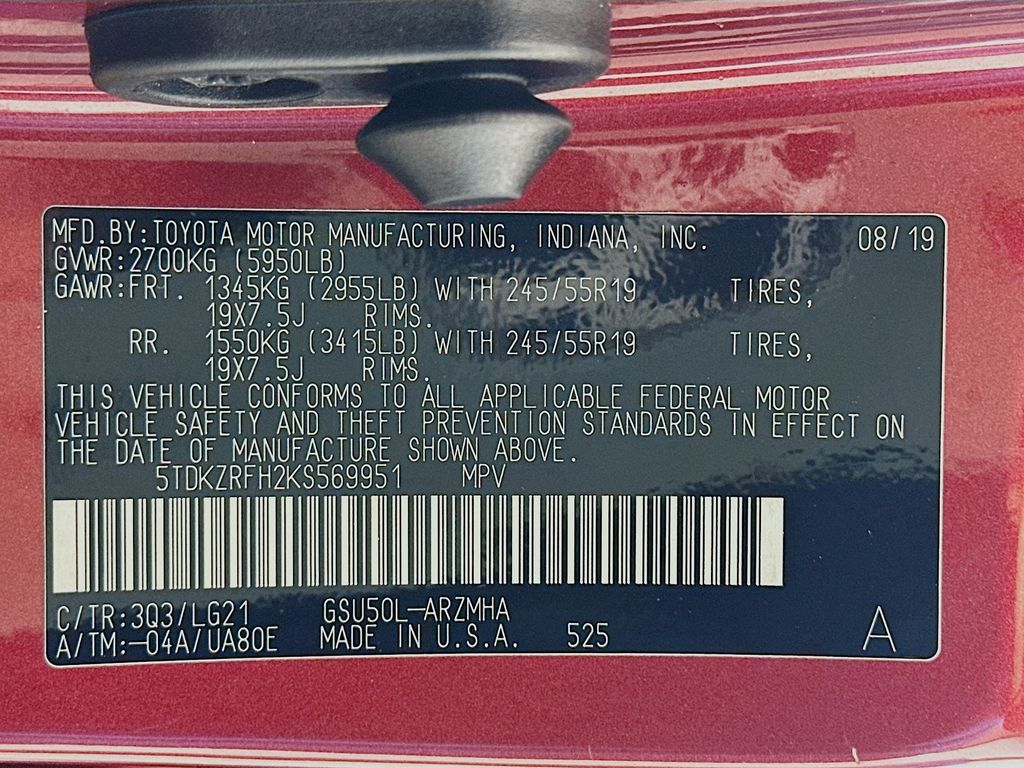 MFD.BY:TOYOTA MOTOR MANUFACTURING, INDIANA, INC. 08/19
GVWR:2700KG (5950LB)
GAWR:FRT. 1345KG (2955LB) WITH 245/55R19 TIRES,
19X7.5J RIMS.
RR. 1550KG (3415LB) WITH 245/55R19 TIRES,
19X7.5J RIMS.
THIS VEHICLE CONFORMS TO ALL APPLICABLE FEDERAL MOTOR
VEHICLE SAFETY AND THEFT PREVENTION STANDARDS IN EFFECT ON
THE DATE OF MANUFACTURE SHOWN ABOVE.
5TDKZRFH2KS569951 MPV
C/TR:3Q3/LG21 GSU50L-ARZMHA
A/TM:-04A/UA80E MADE IN U.S.A. 525 A